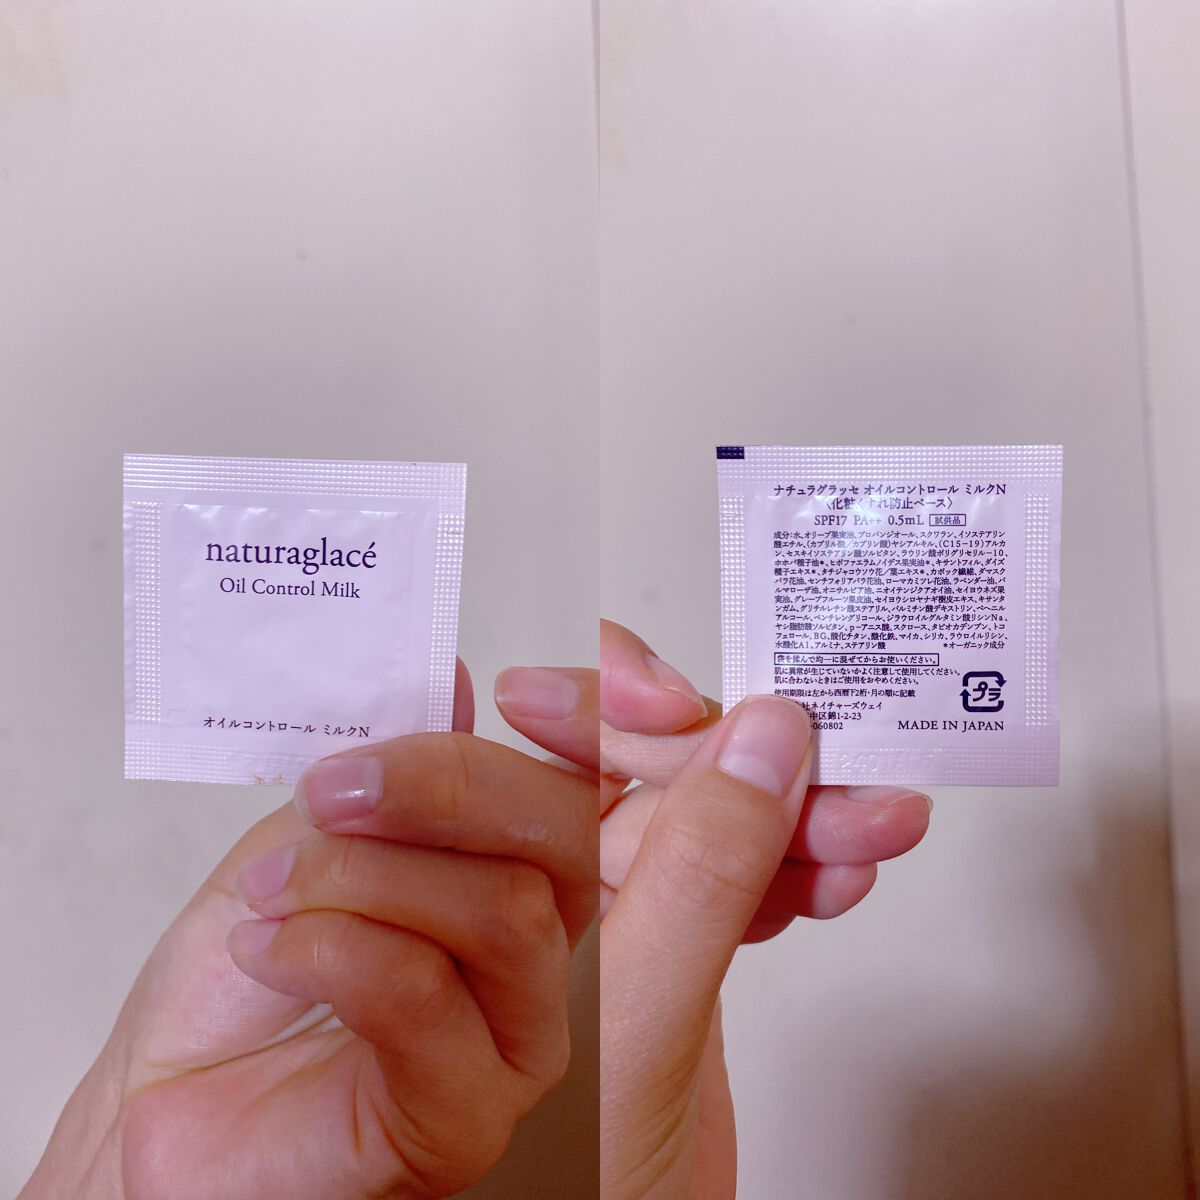 naturaglacé
Oil Control Milk
オイルコントロール ミルクN
ナチュラグラッセ オイルコントロール ミルクN
〈化粧くずれ防止ベース〉
SPF17 PA++ 0.5mL 試供品
成分:水、オリーブ果実油、プロパンジオール、スクワラン、イソステアリン
酸エチル、(カプリル酸/カプリン酸)ヤシアルキル、(C15-19)アルカ
ン、セスキイソステアリン酸ソルビタン、ラウリン酸ポリグリセリル-10、
ホホバ種子油*、ヒポファエラムノイデス果実油*、キサントフィル、ダイズ
種子エキス*、タチジャコウソウ花/葉エキス*、カポック繊維、ダマスク
バラ花油、センチフォリアバラ花油、ローマカミツレ花油、ラベンダー油、パ
ルマローザ油、オニサルビア油、ニオイテンジクアオイ油、セイヨウネズ果
実油、グレープフルーツ果皮油、セイヨウシロヤナギ樹皮エキス、キサンタ
ンガム、グリチルレチン酸ステアリル、パルミチン酸デキストリン、ベヘニル
アルコール、ペンチレングリコール、ジラウロイルグルタミン酸リシンNa、
ヤシ脂肪酸ソルビタン、p-アニス酸、スクロース、タピオカデンプン、トコ
フェロール、BG、酸化チタン、酸化鉄、マイカ、シリカ、ラウロイルリシン、
水酸化Al、アルミナ、ステアリン酸 *オーガニック成分
袋を揉んで均一に混ぜてからお使いください。
肌に異常が生じていないかよく注意して使用してください。
肌に合わないときはご使用をおやめください。
使用期限は左から西暦下2桁・月の順に記載
社ネイチャーズウェイ
中区錦1-2-23
-060802
MADE IN JAPAN
プラ